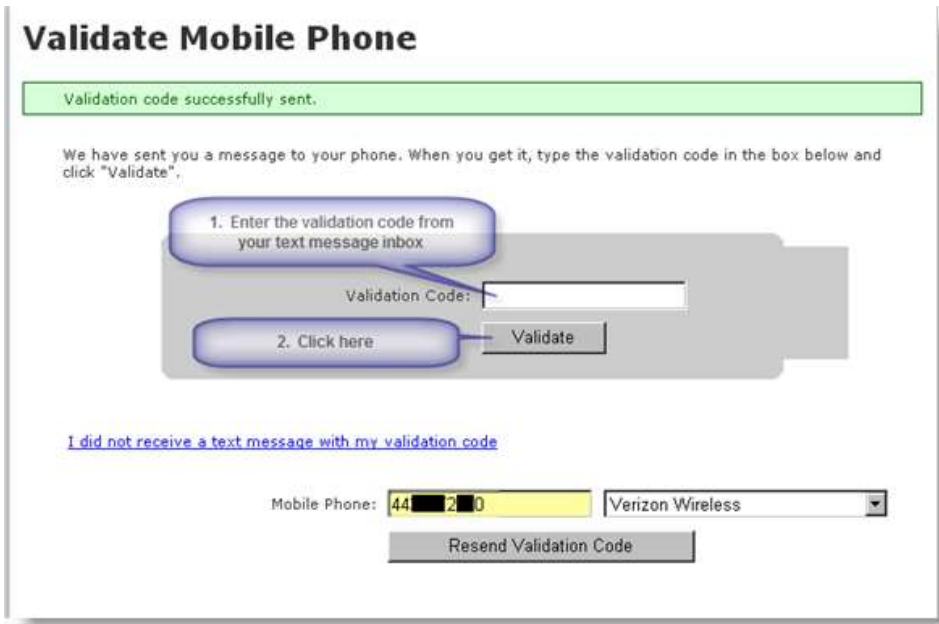 Validate Mobile Phone
Validation code successfully sent.
We have sent you a message to your phone. When you get it, type the validation code in the box below and
click "Validate".
1. Enter the validation code from
your text message inbox
Validation Code:
2. Click here
Validate
I did not receive a text message with my validation code
Mobile Phone: 44 2 0 Verizon Wireless
Resend Validation Code